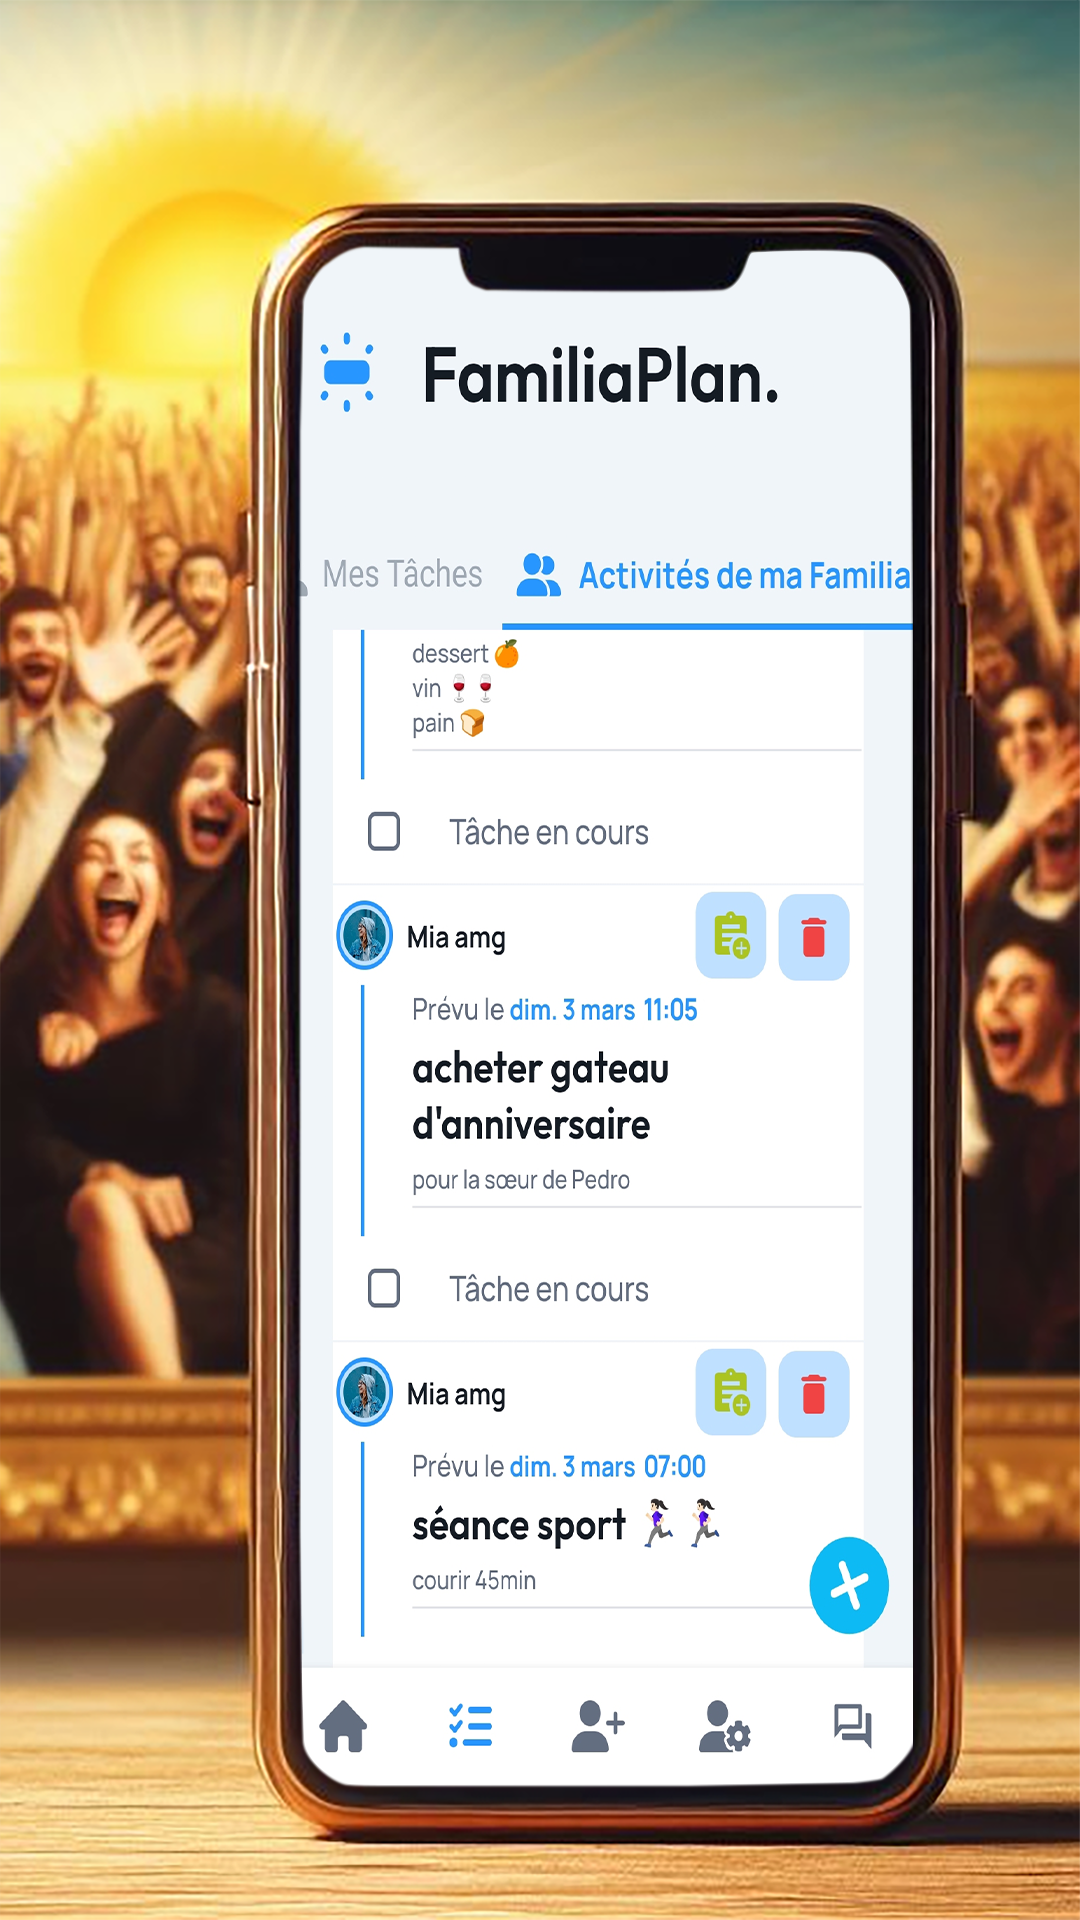 FamiliaPlan.
Mes Tâches
Activités de ma Familia
dessert 🍊
vin 🍷🍷
pain 🍞
Tâche en cours
Mia amg
Prévu le dim. 3 mars 11:05
acheter gateau
d'anniversaire
pour la sœur de Pedro
Tâche en cours
Mia amg
Prévu le dim. 3 mars 07:00
séance sport 🏃🏻‍♀️🏃🏻‍♀️
courir 45min